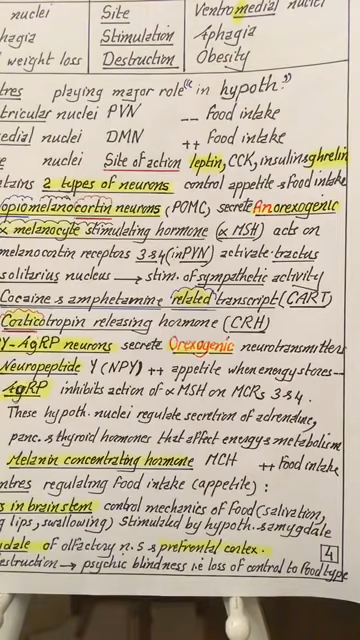 nuclei Site Ventromedial nuclei
hagia Stimulation Aphagia
weight loss Destruction Obesity
tres playing major role "in hypoth."
tricular nuclei PVN -- Food intake
edial nuclei DMN ++ Food intake
e nuclei Site of action leptin, CCK, insulin & ghrelin
tains 2 types of neurons control appetite & food intake
opiomelanocortin neurons (POMC) secrete Anorexogenic
α melanocyte stimulating hormone (α MSH) acts on
melanocortin receptors 3 & 4 (in PVN) activate tractus
solitarius nucleus → stim. of sympathetic activity
Cocaine & amphetamine related transcript (CART)
Corticotropin releasing hormone (CRH)
Y-AgRP neurons secrete Orexogenic neurotransmitters
Neuropeptide Y (NPY) ++ appetite when energy stores --
AgRP inhibits action of α MSH on MCRs 3 & 4.
These hypoth. nuclei regulate secretion of adrenaline,
panc. & thyroid hormones that affect energy & metabolism
Melanin concentrating hormone MCH ++ Food intake
ntres regulating Food intake (appetite) :
s in brain stem control mechanics of Food (salivation,
g lips, swallowing) Stimulated by hypoth. & amygdale
dale of olfactory n.s & prefrontal cortex.
estruction → psychic blindness i.e loss of control to Food type
4